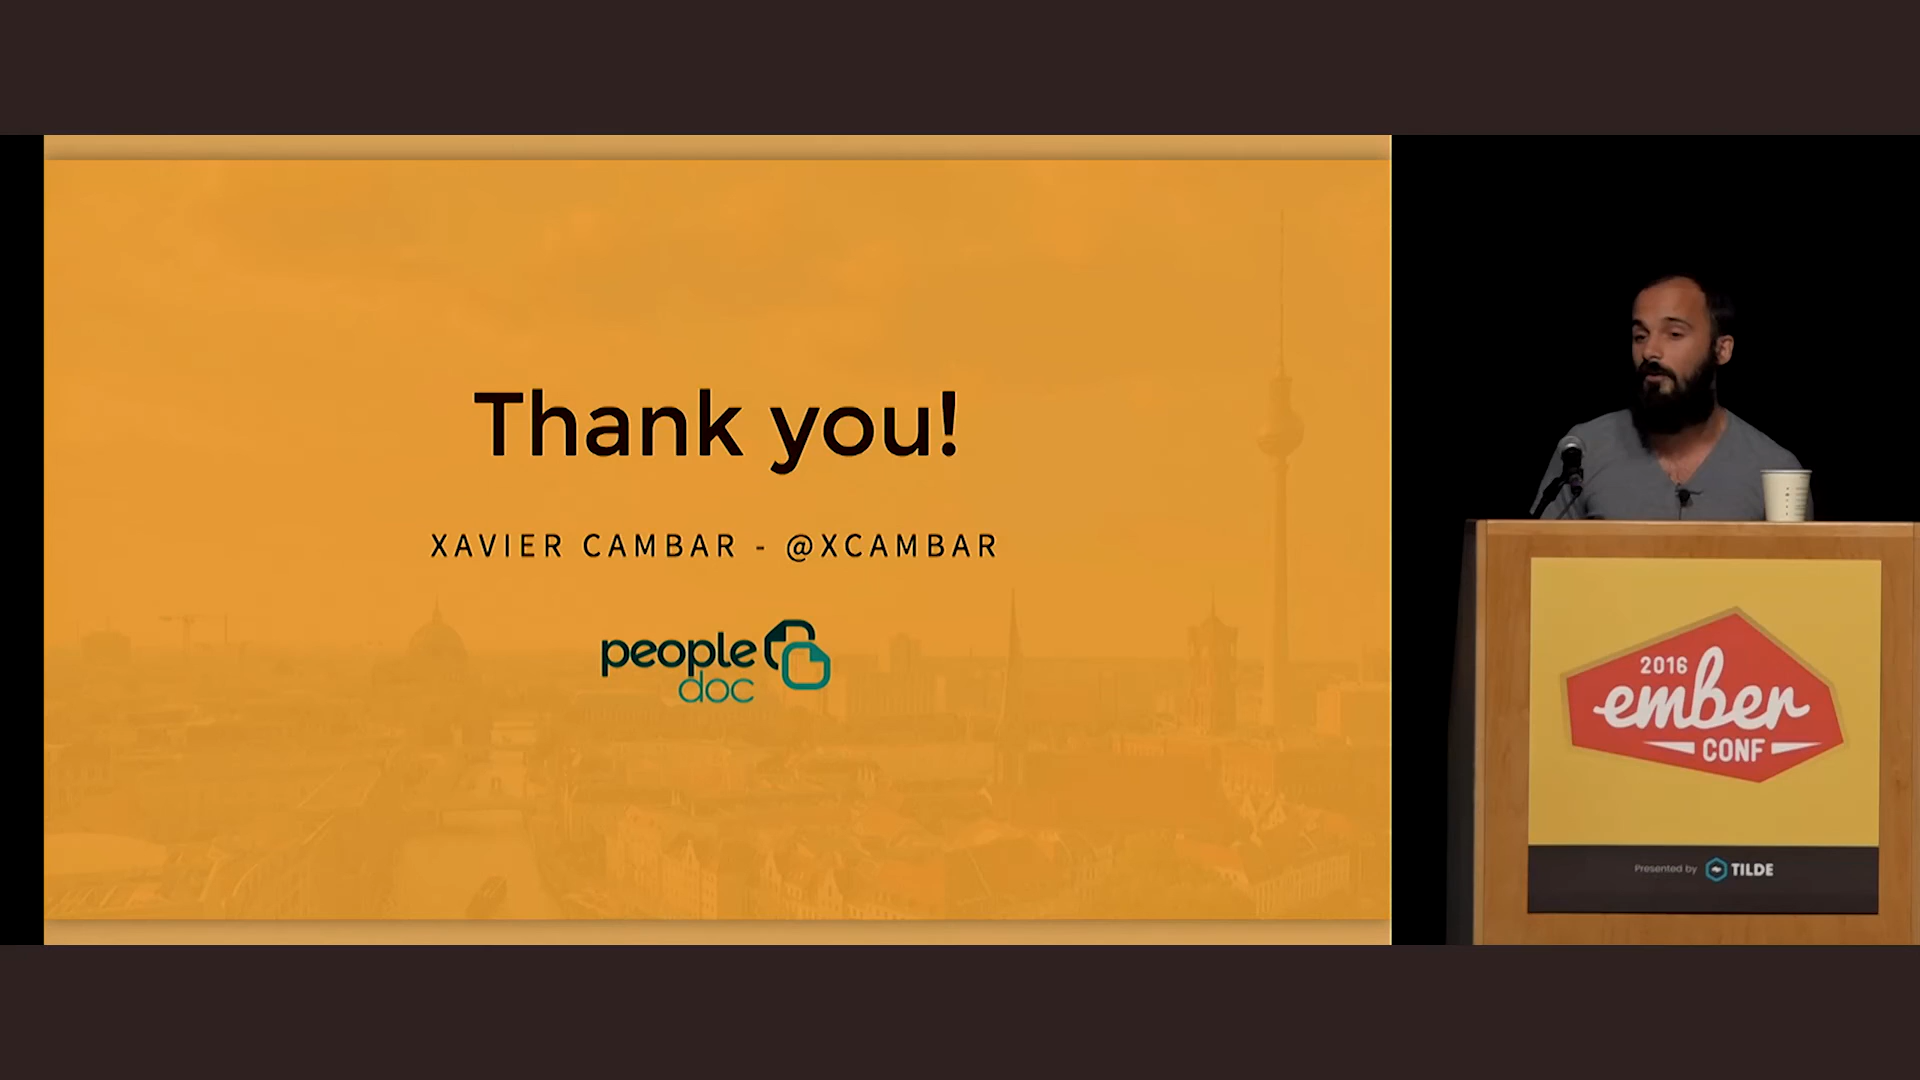 Thank you!
XAVIER CAMBAR - @XCAMBAR
people
doc
2016
ember
CONF
Presented by TILDE